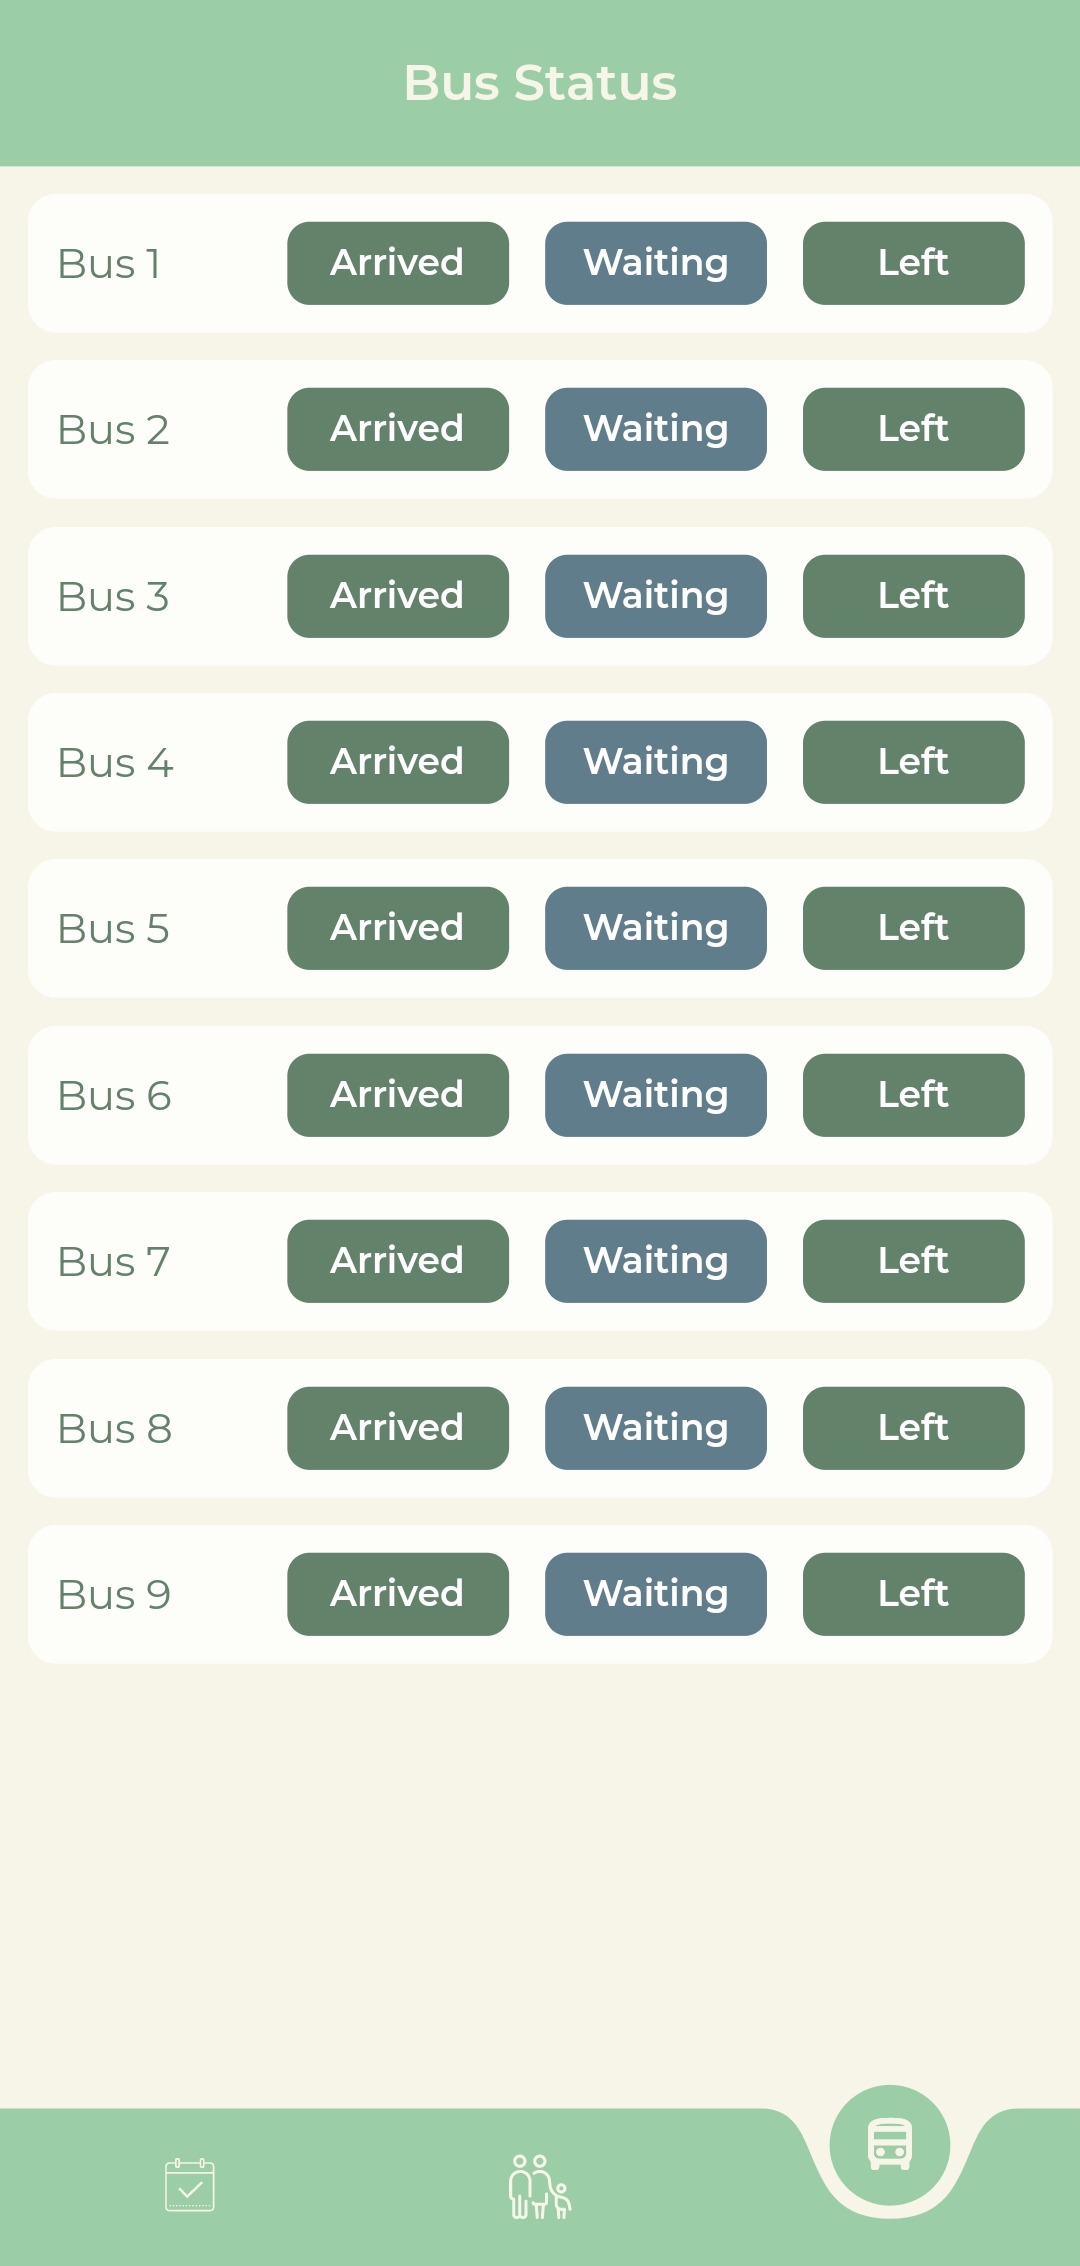 Bus Status
Bus 1 Arrived Waiting Left
Bus 2 Arrived Waiting Left
Bus 3 Arrived Waiting Left
Bus 4 Arrived Waiting Left
Bus 5 Arrived Waiting Left
Bus 6 Arrived Waiting Left
Bus 7 Arrived Waiting Left
Bus 8 Arrived Waiting Left
Bus 9 Arrived Waiting Left